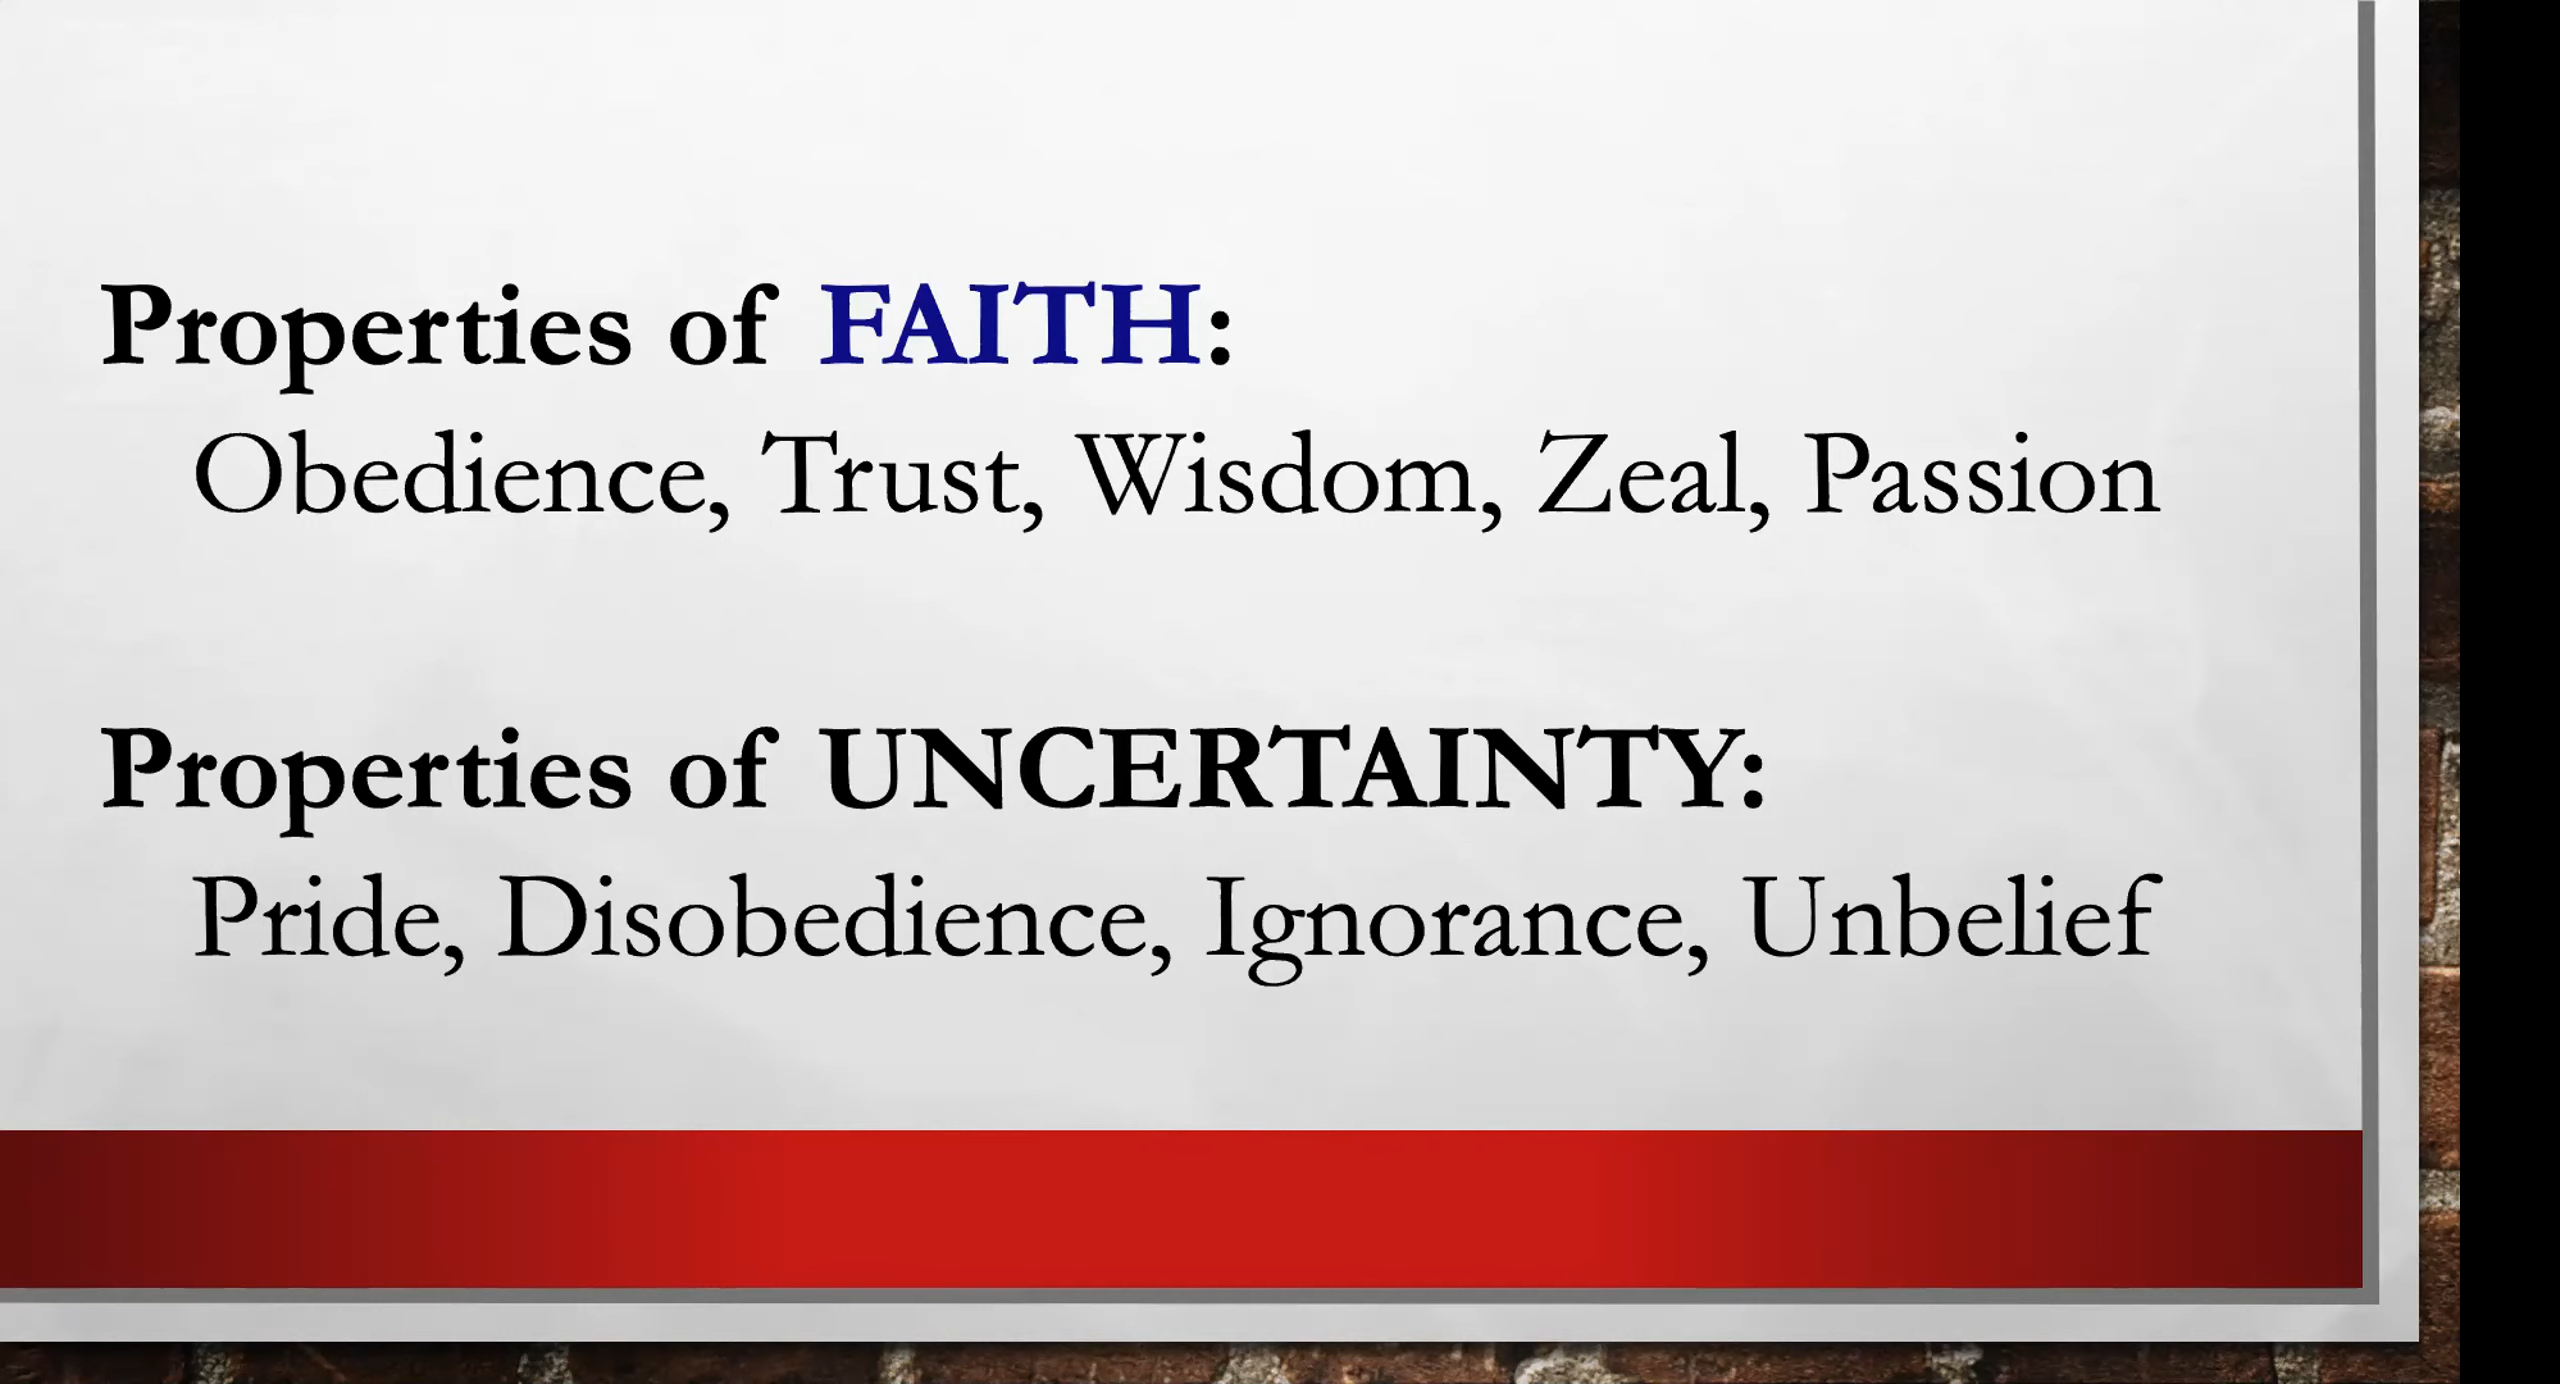 Properties of FAITH:
Obedience, Trust, Wisdom, Zeal, Passion
Properties of UNCERTAINTY:
Pride, Disobedience, Ignorance, Unbelief